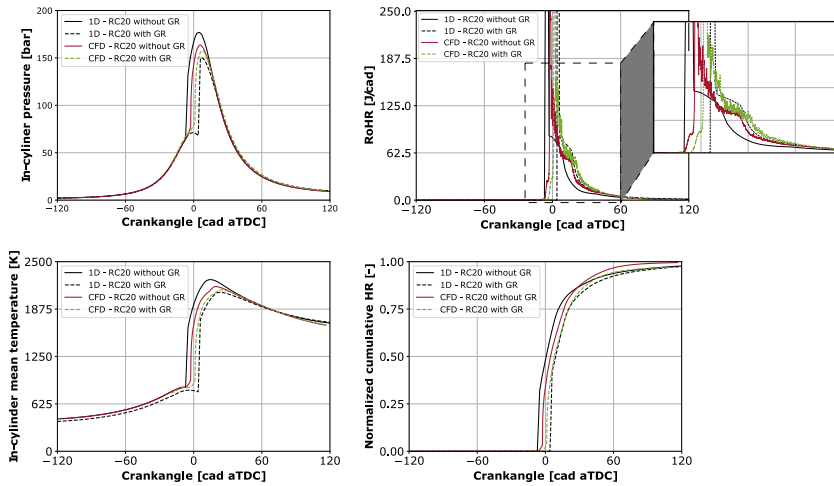 1D - RC20 without GR
1D - RC20 with GR
CFD - RC20 without GR
CFD - RC20 with GR
200
150
100
50
0
In-cyliner pressure [bar]
−120
−60
0
60
120
Crankangle [cad aTDC]
1D - RC20 without GR
1D - RC20 with GR
CFD - RC20 without GR
CFD - RC20 with GR
250.0
187.5
125.0
62.5
0.0
RoHR [J/cad]
−120
−60
0
60
120
Crankangle [cad aTDC]
1D - RC20 without GR
1D - RC20 with GR
CFD - RC20 without GR
CFD - RC20 with GR
2500
1875
1250
625
0
In-cylinder mean temperature [K]
−120
−60
0
60
120
Crankangle [cad aTDC]
1D - RC20 without GR
1D - RC20 with GR
CFD - RC20 without GR
CFD - RC20 with GR
1.00
0.75
0.50
0.25
0.00
Normalized cumulative HR [-]
−120
−60
0
60
120
Crankangle [cad aTDC]